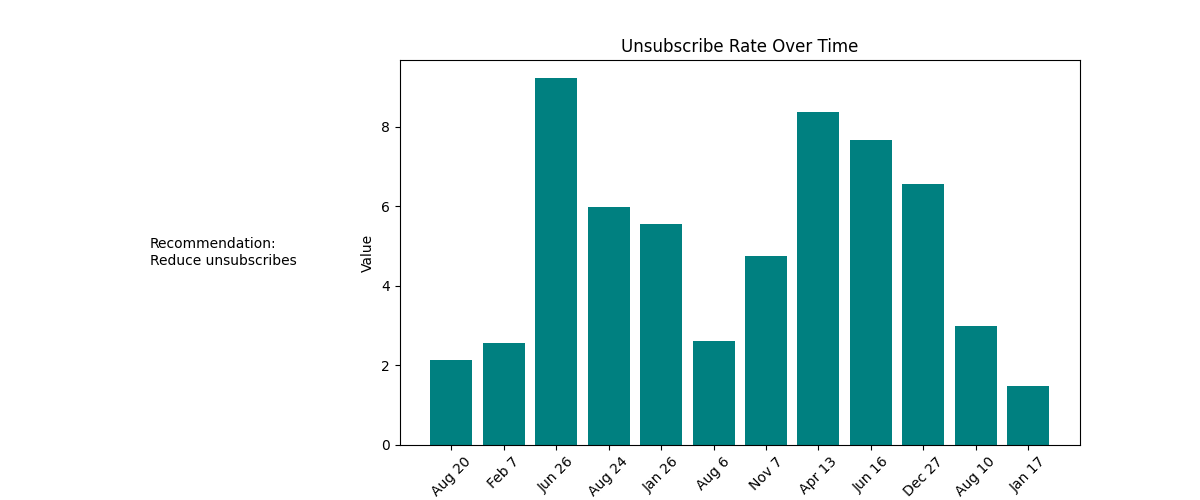 Unsubscribe Rate Over Time
Recommendation:
Reduce unsubscribes
Value
8
6
4
2
0
Aug 20
Feb 7
Jun 26
Aug 24
Jan 26
Aug 6
Nov 7
Apr 13
Jun 16
Dec 27
Aug 10
Jan 17